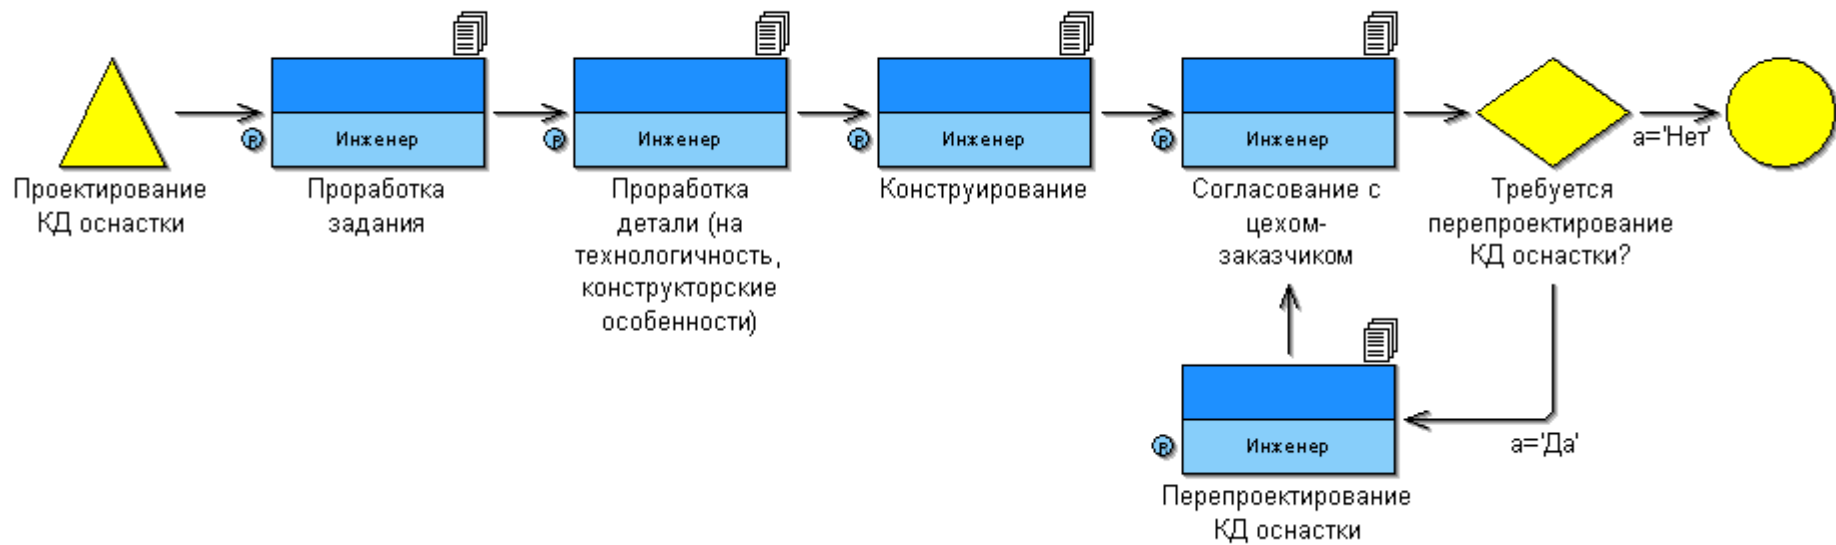 Инженер
Инженер
Инженер
Инженер
a='Нет'
Проектирование
КД оснастки
Проработка
задания
Проработка
детали (на
технологичность,
конструкторские
особенности)
Конструирование
Согласование с
цехом-
заказчиком
Требуется
перепроектирование
КД оснастки?
P
P
P
P
P
Инженер
a='Да'
Перепроектирование
КД оснастки